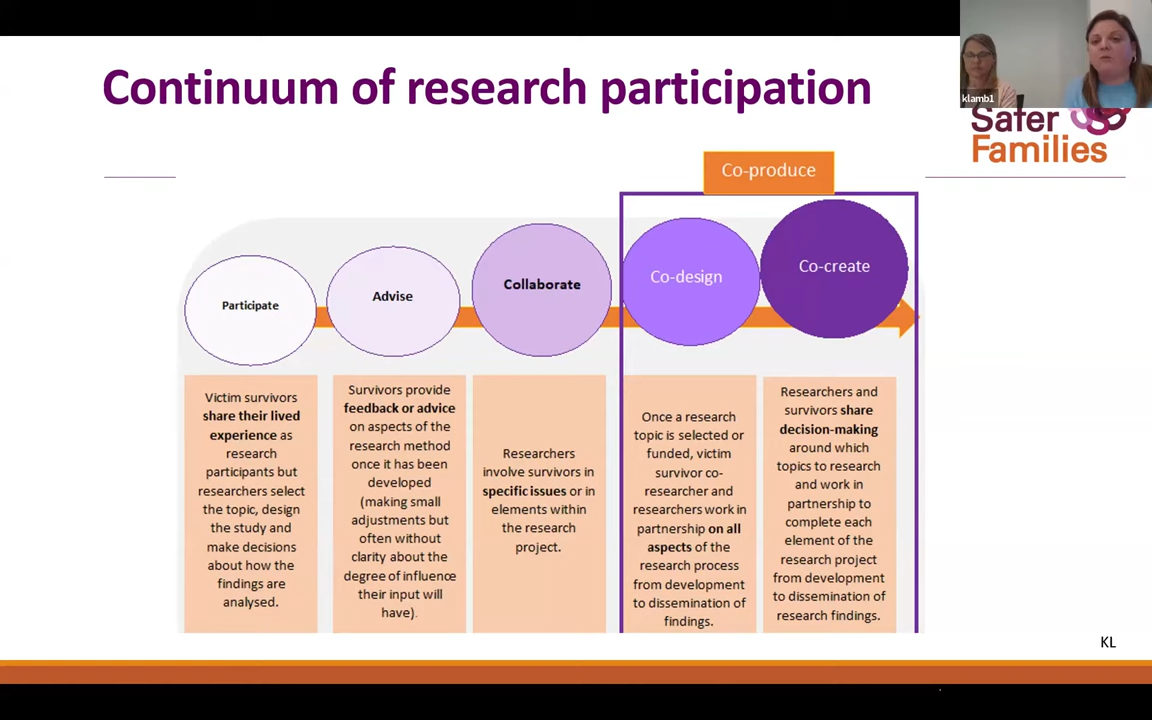 Continuum of research participation
klamb1
Safer
Families
Co-produce
Participate
Advise
Collaborate
Co-design
Co-create
Victim survivors
share their lived
experience as
research
participants but
researchers select
the topic, design
the study and
make decisions
about how the
findings are
analysed.
Survivors provide
feedback or advice
on aspects of the
research method
once it has been
developed
(making small
adjustments but
often without
clarity about the
degree of influence
their input will
have).
Researchers
involve survivors in
specific issues or in
elements within
the research
project.
Once a research
topic is selected or
funded, victim
survivor co-
researcher and
researchers work in
partnership on all
aspects of the
research process
from development
to dissemination of
findings.
Researchers and
survivors share
decision-making
around which
topics to research
and work in
partnership to
complete each
element of the
research project
from development
to dissemination of
research findings.
KL